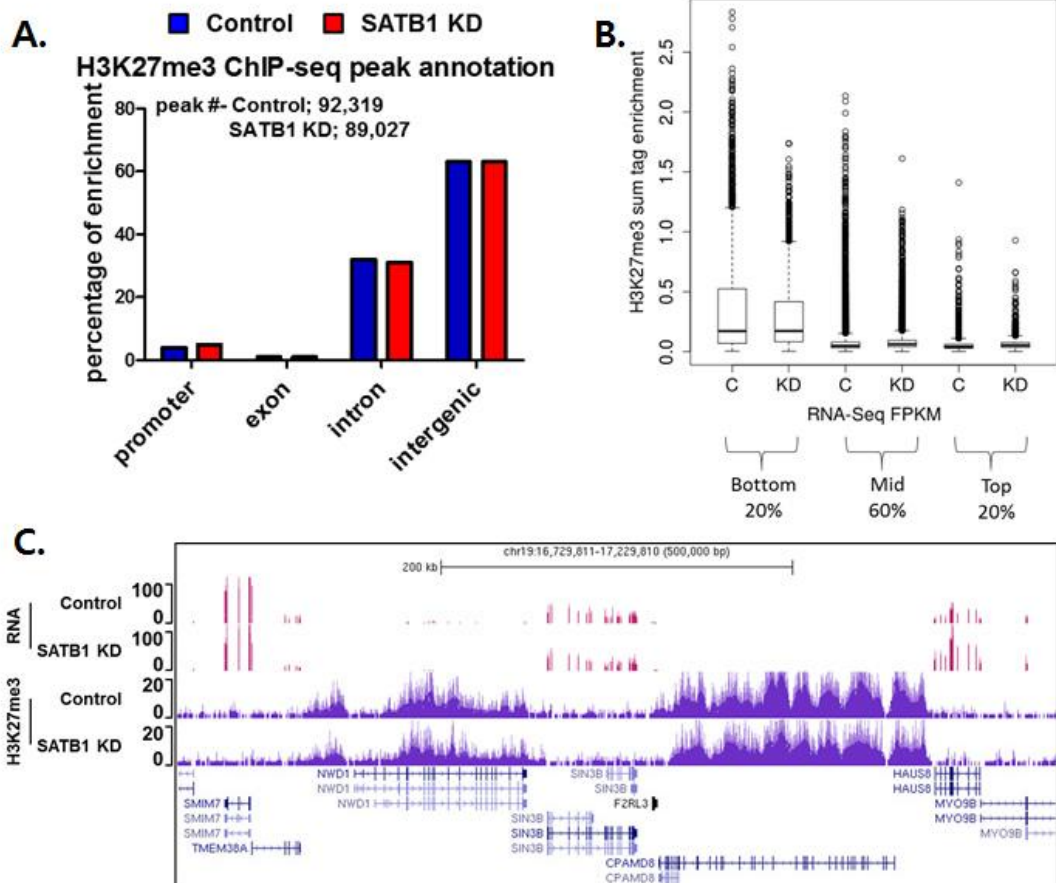 A.
Control SATB1 KD
H3K27me3 ChIP-seq peak annotation
peak #- Control; 92,319
SATB1 KD; 89,027
percentage of enrichment
80
60
40
20
0
promoter
exon
intron
intergenic
B.
H3K27me3 sum tag enrichment
2.5
2.0
1.5
1.0
0.5
0.0
C KD C KD C KD
RNA-Seq FPKM
Bottom Mid Top
20% 60% 20%
C.
chr19:16,729,811-17,229,810 (500,000 bp)
200 kb
RNA
Control 100
0
SATB1 KD 100
0
H3K27me3
Control 20
0
SATB1 KD 20
0
NWD1 SIN3B HAUS8
NWD1 SIN3B HAUS8
SMIM7 NWD1 F2RL3 MYO9B
SMIM7 SIN3B MYO9B
SMIM7 SIN3B MYO9B
TMEM38A SIN3B
CPAMD8
CPAMD8